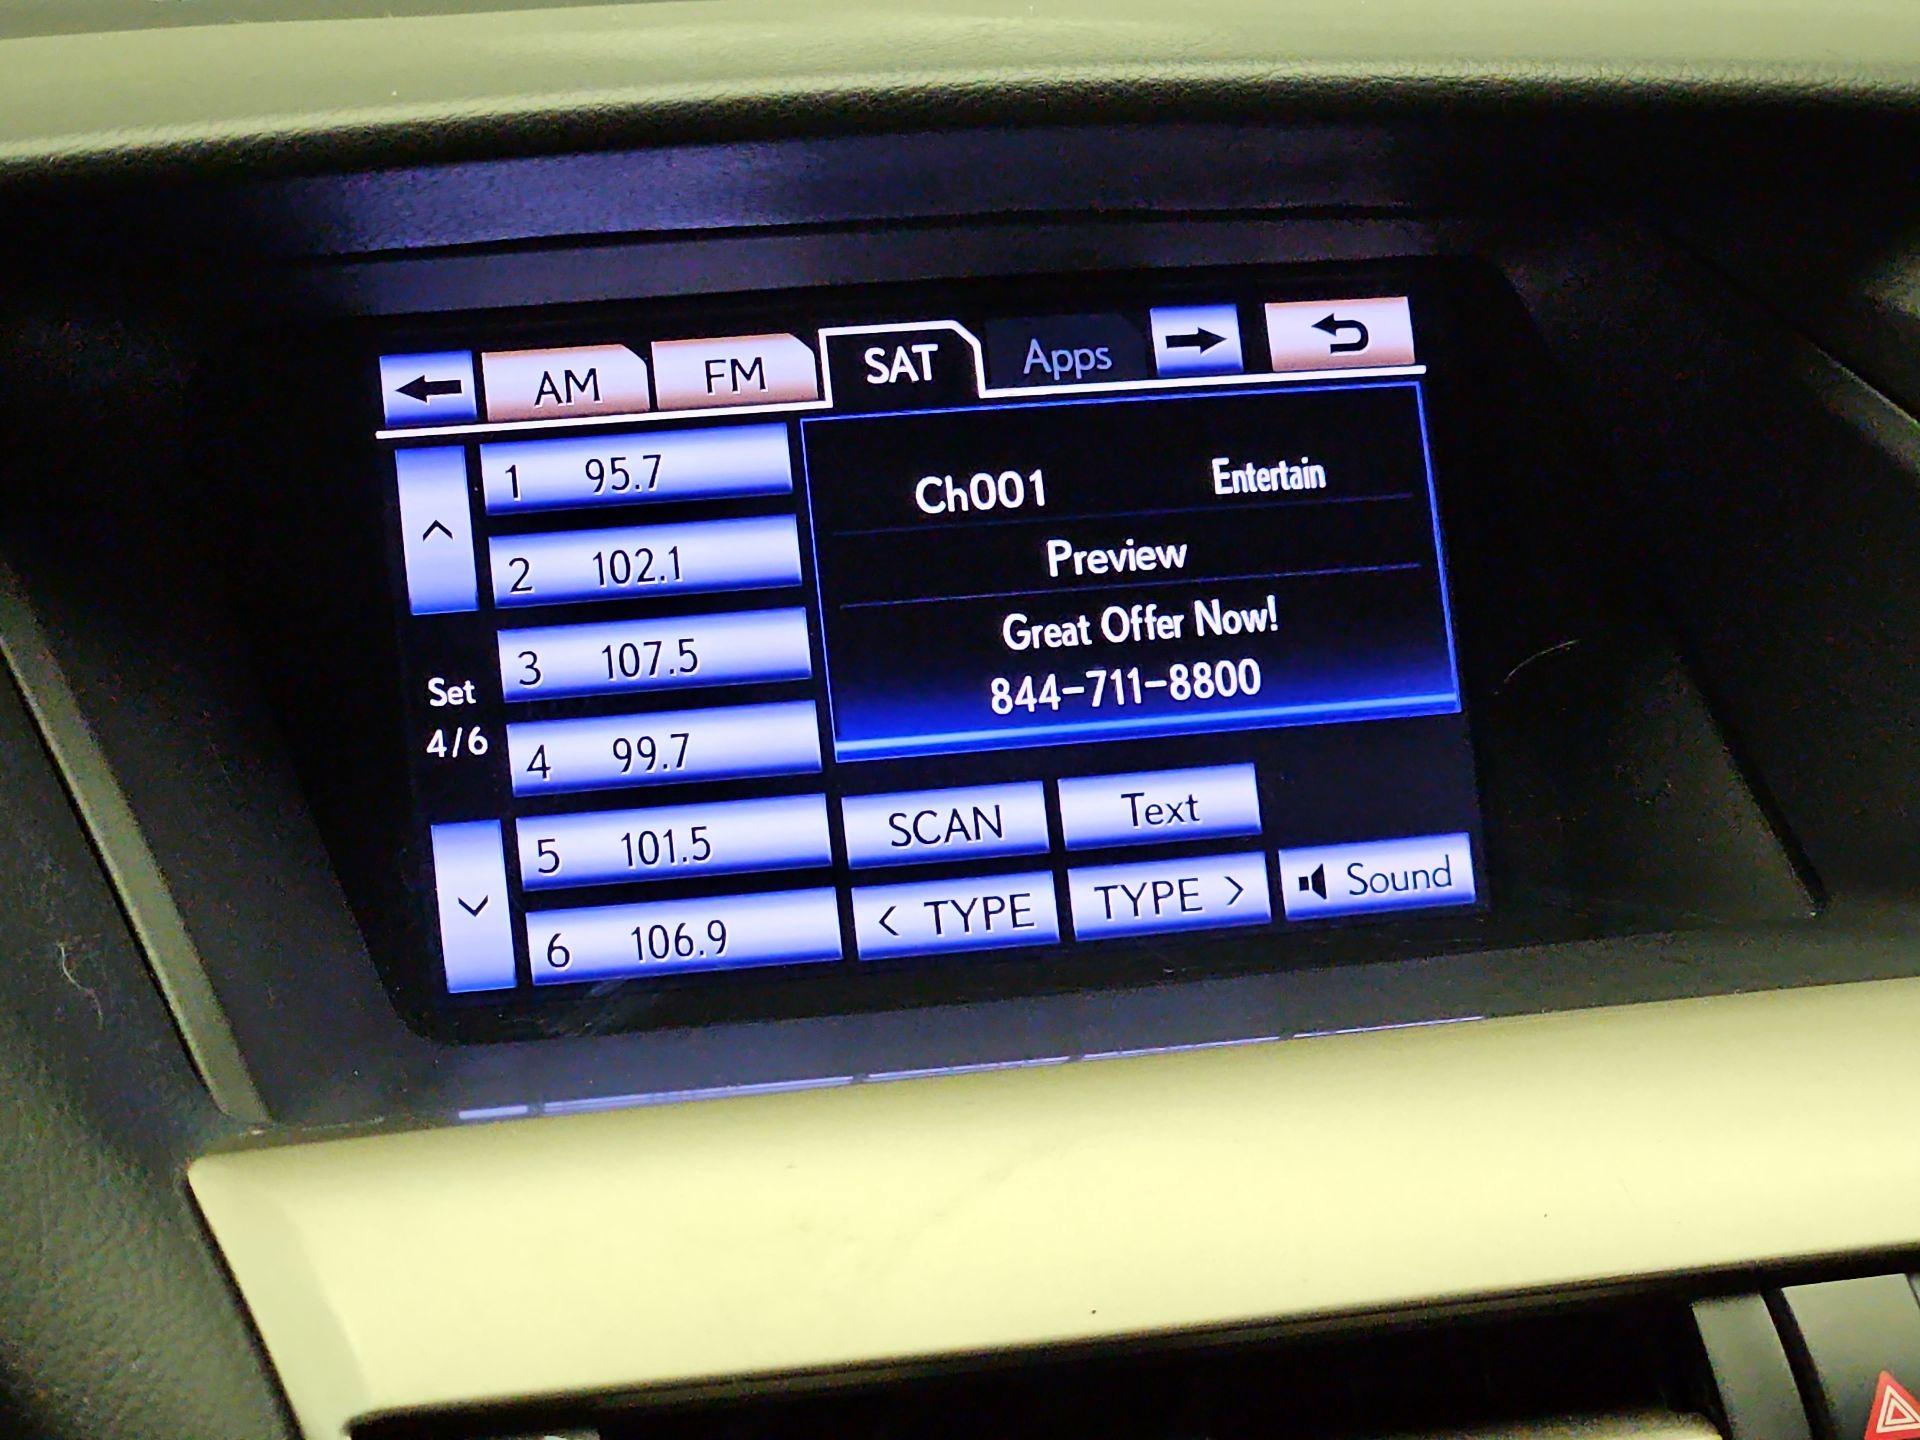 AM FM SAT Apps
1 95.7
2 102.1
3 107.5
4 99.7
5 101.5
6 106.9
Set
4/6
Ch001 Entertain
Preview
Great Offer Now!
844-711-8800
SCAN Text
< TYPE TYPE > Sound